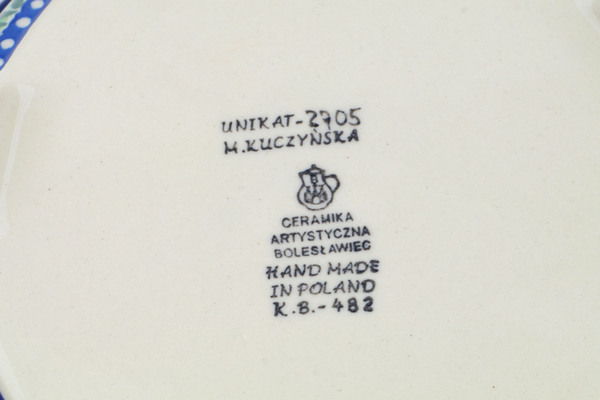 UNIKAT-2705
M.KUCZYŃSKA
B
CERAMIKA
ARTYSTYCZNA
BOLESŁAWIEC
HAND MADE
IN POLAND
K.B.-482